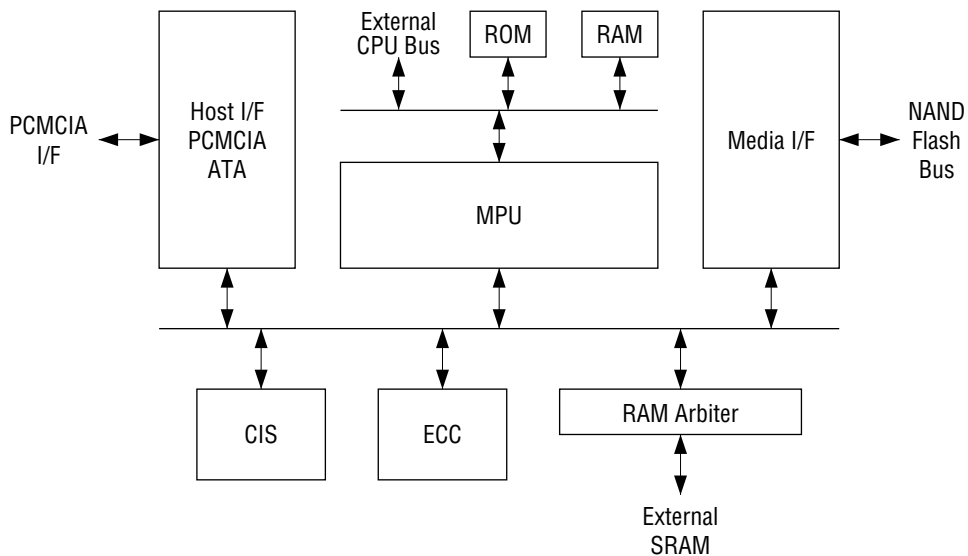 External
CPU Bus
ROM
RAM
PCMCIA
I/F
Host I/F
PCMCIA
ATA
MPU
Media I/F
NAND
Flash
Bus
CIS
ECC
RAM Arbiter
External
SRAM